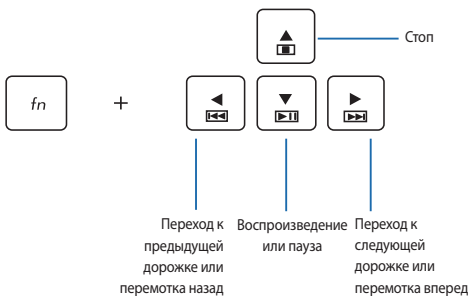 Стоп
fn
+
Переход к
предыдущей
дорожке или
перемотка назад
Воспроизведение
или пауза
Переход к
следующей
дорожке или
перемотка вперед